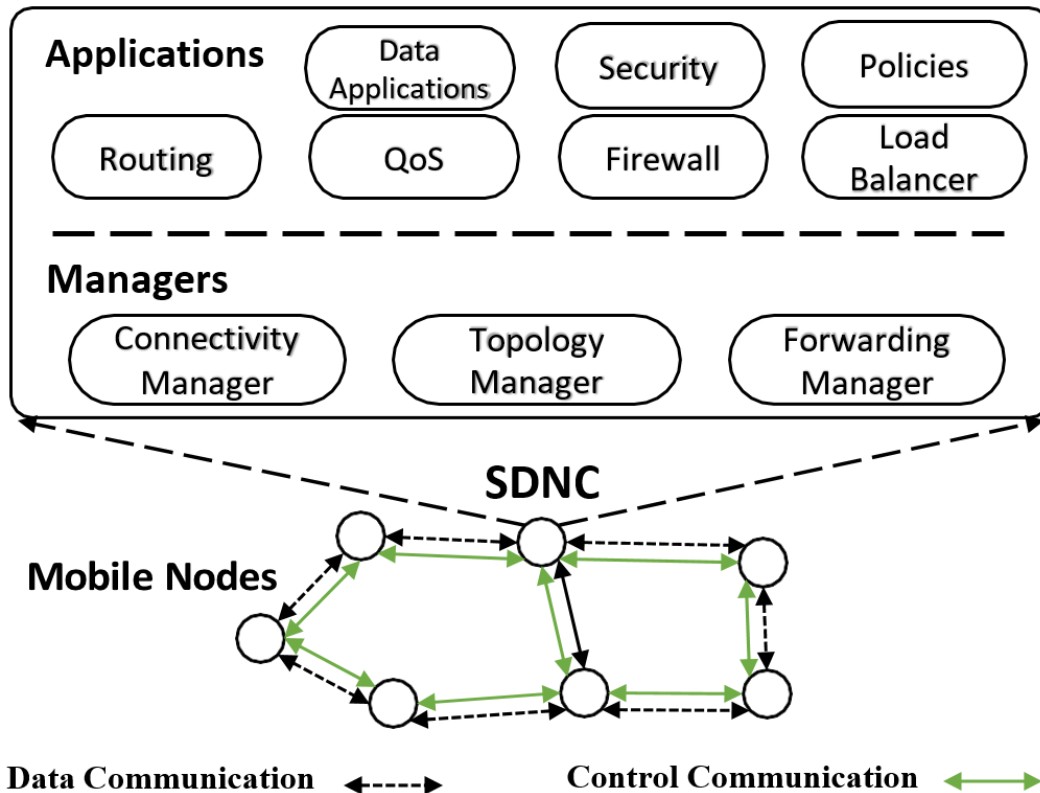 Applications
Data
Applications
Security
Policies
Routing
QoS
Firewall
Load
Balancer
Managers
Connectivity
Manager
Topology
Manager
Forwarding
Manager
SDNC
Mobile Nodes
Data Communication
Control Communication